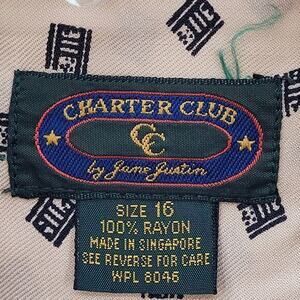 CHARTER CLUB
CC
by Jane Justin
SIZE 16
100% RAYON
MADE IN SINGAPORE
SEE REVERSE FOR CARE
WPL 8046